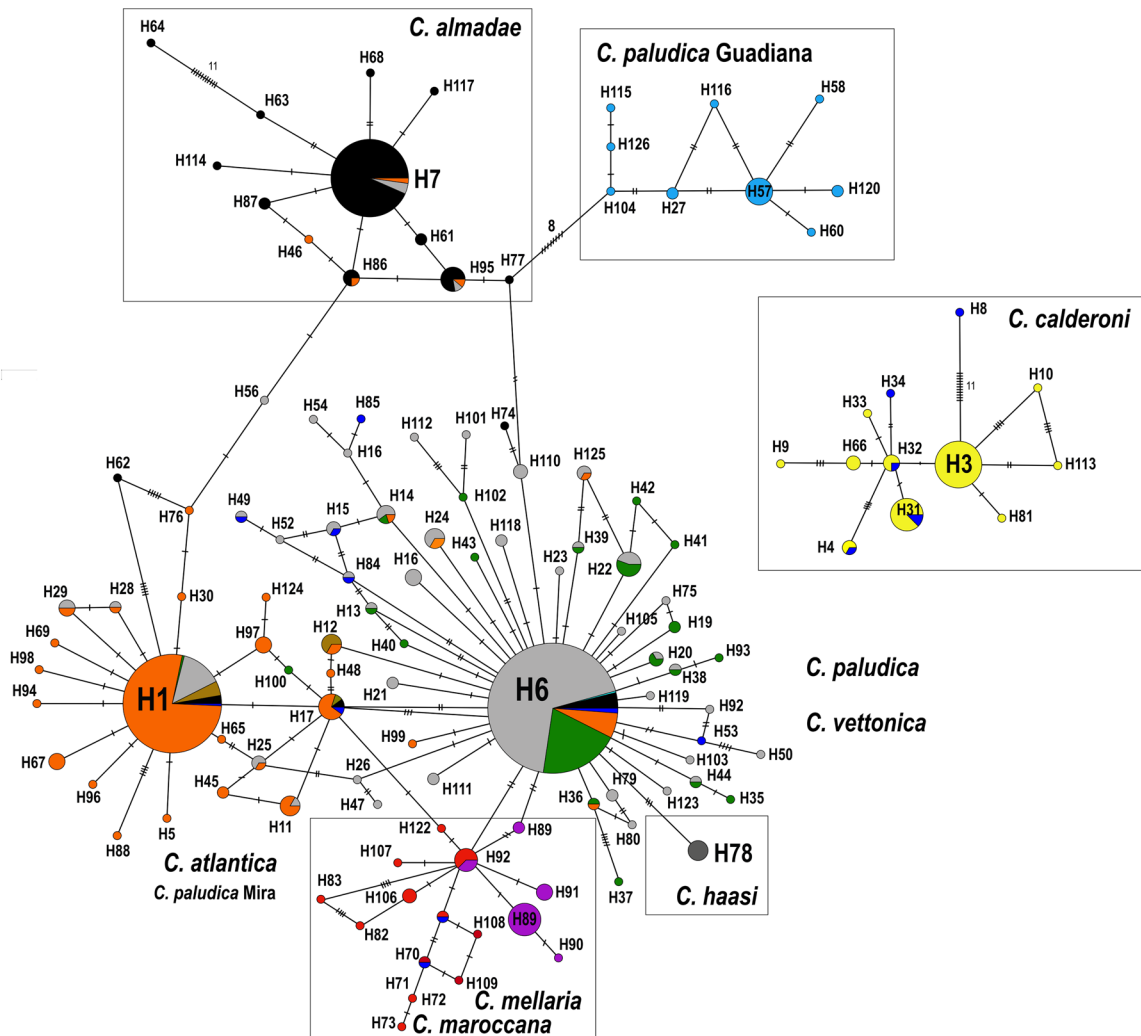 C. almadae
H64
11
H63
H68
H117
H114
H7
H87
H46
H61
H86
H95
H77
8
C. paludica Guadiana
H115
H116
H58
H126
H104
H27
H57
H120
H60
C. calderoni
H8
11
H10
H34
H33
H9
H66
H32
H3
H113
H31
H81
H4
H56
H54
H85
H112
H101
H74
H16
H110
H125
H62
H76
H49
H52
H15
H14
H102
H24
H43
H118
H39
H42
H41
H22
H23
H16
H84
H75
H105
H19
H13
H40
H30
H29
H28
H124
H97
H12
H69
H98
H94
H100
H48
H21
H20
H93
H38
H119
H92
H1
H17
H6
H53
H50
H103
H65
H25
H99
H26
H111
H67
H45
H47
H44
H35
H123
H79
H36
H80
H96
H5
H11
H88
H37
C. paludica
C. vettonica
C. atlantica
C. paludica Mira
H122
H89
H107
H92
H83
H106
H91
H82
H89
H108
H70
H90
H71
H109
H72
H73
C. mellaria
C. maroccana
H78
C. haasi